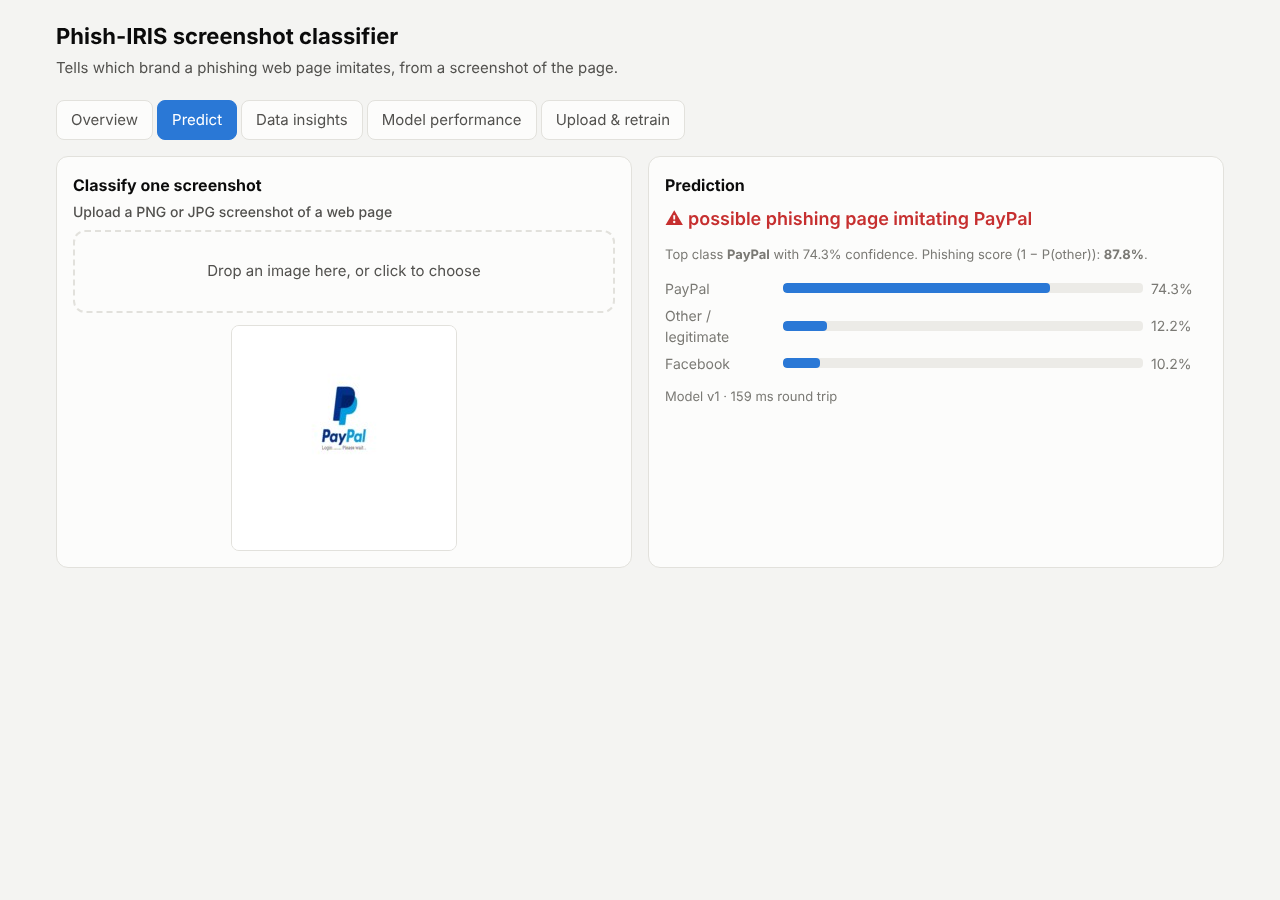 Phish-IRIS screenshot classifier
Tells which brand a phishing web page imitates, from a screenshot of the page.
Overview
Predict
Data insights
Model performance
Upload & retrain
Classify one screenshot
Upload a PNG or JPG screenshot of a web page
Drop an image here, or click to choose
PayPal
Login....... Please wait..
Prediction
⚠ possible phishing page imitating PayPal
Top class PayPal with 74.3% confidence. Phishing score (1 − P(other)): 87.8%.
PayPal 74.3%
Other /
legitimate 12.2%
Facebook 10.2%
Model v1 · 159 ms round trip